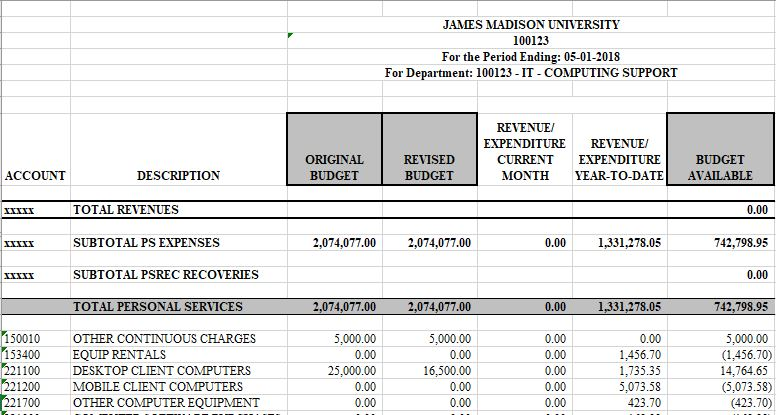 JAMES MADISON UNIVERSITY
100123
For the Period Ending: 05-01-2018
For Department: 100123 - IT - COMPUTING SUPPORT
ACCOUNT DESCRIPTION ORIGINAL BUDGET REVISED BUDGET REVENUE/ EXPENDITURE CURRENT MONTH REVENUE/ EXPENDITURE YEAR-TO-DATE BUDGET AVAILABLE
xxxxx TOTAL REVENUES 0.00
xxxxx SUBTOTAL PS EXPENSES 2,074,077.00 2,074,077.00 0.00 1,331,278.05 742,798.95
xxxxx SUBTOTAL PSREC RECOVERIES 0.00
TOTAL PERSONAL SERVICES 2,074,077.00 2,074,077.00 0.00 1,331,278.05 742,798.95
150010 OTHER CONTINUOUS CHARGES 5,000.00 5,000.00 0.00 0.00 5,000.00
153400 EQUIP RENTALS 0.00 0.00 0.00 1,456.70 (1,456.70)
221100 DESKTOP CLIENT COMPUTERS 25,000.00 16,500.00 0.00 1,735.35 14,764.65
221200 MOBILE CLIENT COMPUTERS 0.00 0.00 0.00 5,073.58 (5,073.58)
221700 OTHER COMPUTER EQUIPMENT 0.00 0.00 0.00 423.70 (423.70)